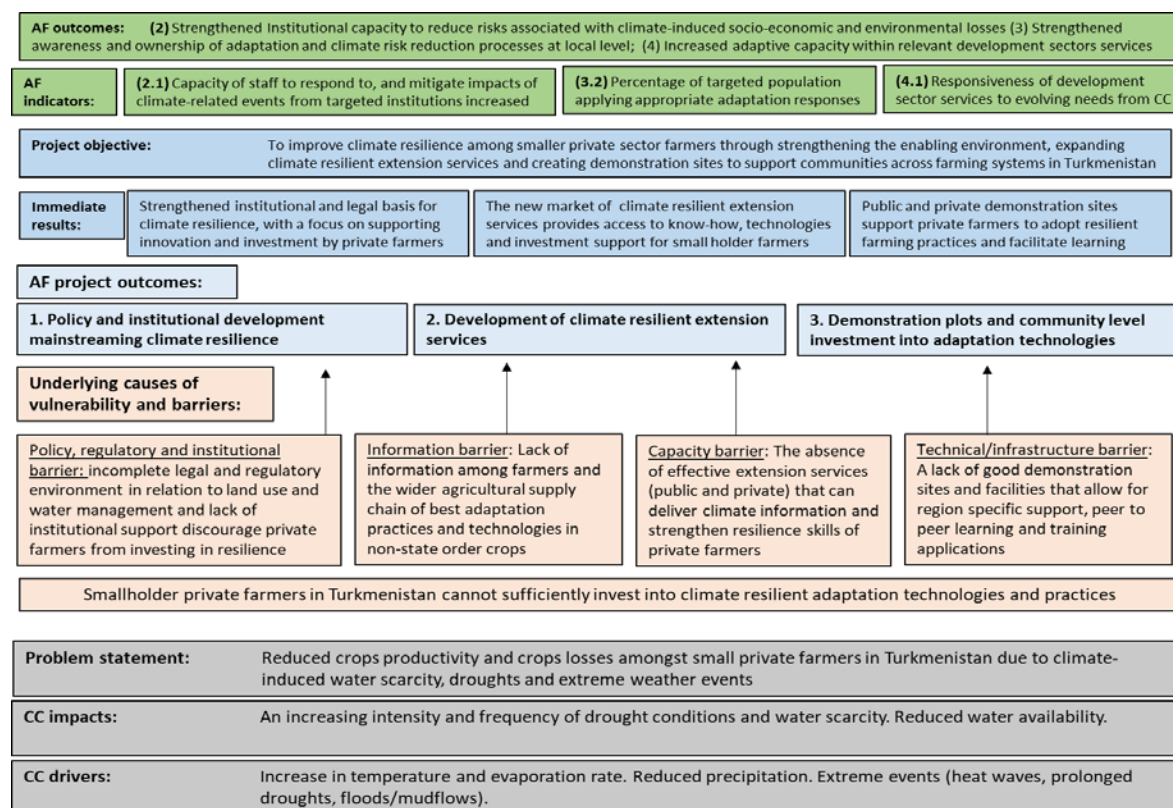 AF outcomes: (2) Strengthened Institutional capacity to reduce risks associated with climate-induced socio-economic and environmental losses (3) Strengthened
awareness and ownership of adaptation and climate risk reduction processes at local level; (4) Increased adaptive capacity within relevant development sectors services
AF
indicators:
(2.1) Capacity of staff to respond to, and mitigate impacts of
climate-related events from targeted institutions increased
(3.2) Percentage of targeted population
applying appropriate adaptation responses
(4.1) Responsiveness of development
sector services to evolving needs from CC
Project objective:
To improve climate resilience among smaller private sector farmers through strengthening the enabling environment, expanding
climate resilient extension services and creating demonstration sites to support communities across farming systems in Turkmenistan
Immediate
results:
Strengthened institutional and legal basis for
climate resilience, with a focus on supporting
innovation and investment by private farmers
The new market of climate resilient extension
services provides access to know-how, technologies
and investment support for small holder farmers
Public and private demonstration sites
support private farmers to adopt resilient
farming practices and facilitate learning
AF project outcomes:
1. Policy and institutional development
mainstreaming climate resilience
2. Development of climate resilient extension
services
3. Demonstration plots and community level
investment into adaptation technologies
Underlying causes of
vulnerability and barriers:
Policy, regulatory and institutional
barrier: incomplete legal and regulatory
environment in relation to land use and
water management and lack of
institutional support discourage private
farmers from investing in resilience
Information barrier: Lack of
information among farmers and
the wider agricultural supply
chain of best adaptation
practices and technologies in
non-state order crops
Capacity barrier: The absence
of effective extension services
(public and private) that can
deliver climate information and
strengthen resilience skills of
private farmers
Technical/infrastructure barrier:
A lack of good demonstration
sites and facilities that allow for
region specific support, peer to
peer learning and training
applications
Smallholder private farmers in Turkmenistan cannot sufficiently invest into climate resilient adaptation technologies and practices
Problem statement:
Reduced crops productivity and crops losses amongst small private farmers in Turkmenistan due to climate-
induced water scarcity, droughts and extreme weather events
CC impacts:
An increasing intensity and frequency of drought conditions and water scarcity. Reduced water availability.
CC drivers:
Increase in temperature and evaporation rate. Reduced precipitation. Extreme events (heat waves, prolonged
droughts, floods/mudflows).